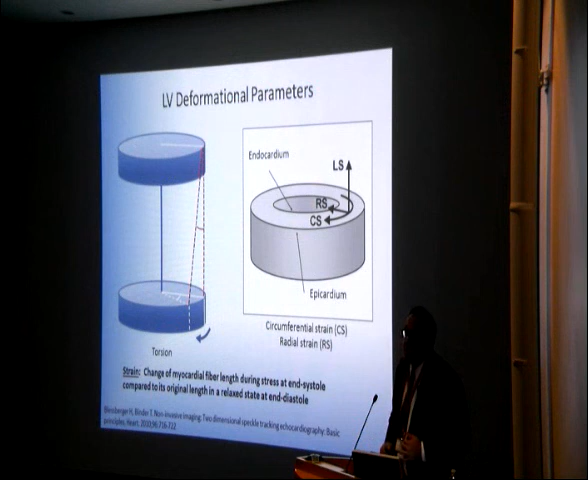 LV Deformational Parameters
Endocardium
LS
RS
CS
Epicardium
Circumferential strain (CS)
Radial strain (RS)
Torsion
Strain: Change of myocardial fiber length during stress at end-systole
compared to its original length in a relaxed state at end-diastole
Blessberger H, Binder T. Non-invasive imaging: Two dimensional speckle tracking echocardiography: Basic
principles. Heart. 2010;96:716-722